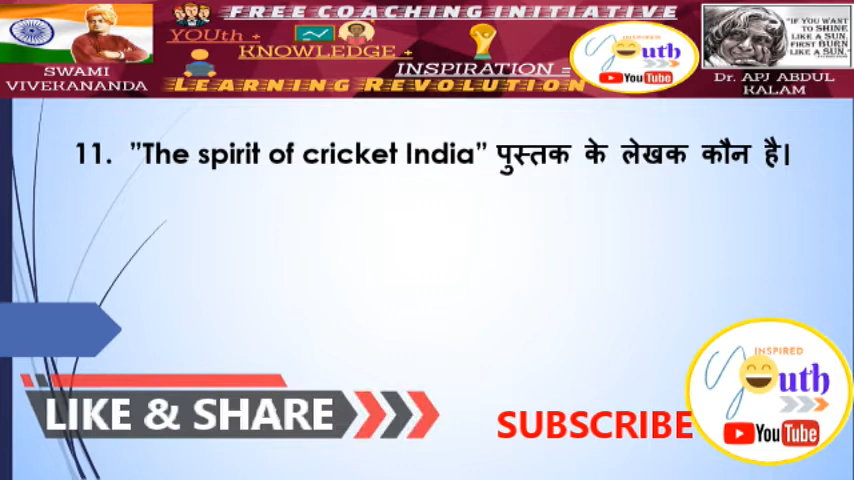 FREE COACHING INITIATIVE
YOUth +
KNOWLEDGE +
INSPIRATION =
LEARNING REVOLUTION
SWAMI
VIVEKANANDA
youth
YouTube
"IF YOU WANT
TO SHINE
LIKE A SUN,
FIRST BURN
LIKE A SUN,"
Dr. APJ ABDUL
KALAM
11. ”The spirit of cricket India” पुस्तक के लेखक कौन है।
LIKE & SHARE
SUBSCRIBE
INSPIRED
youth
YouTube